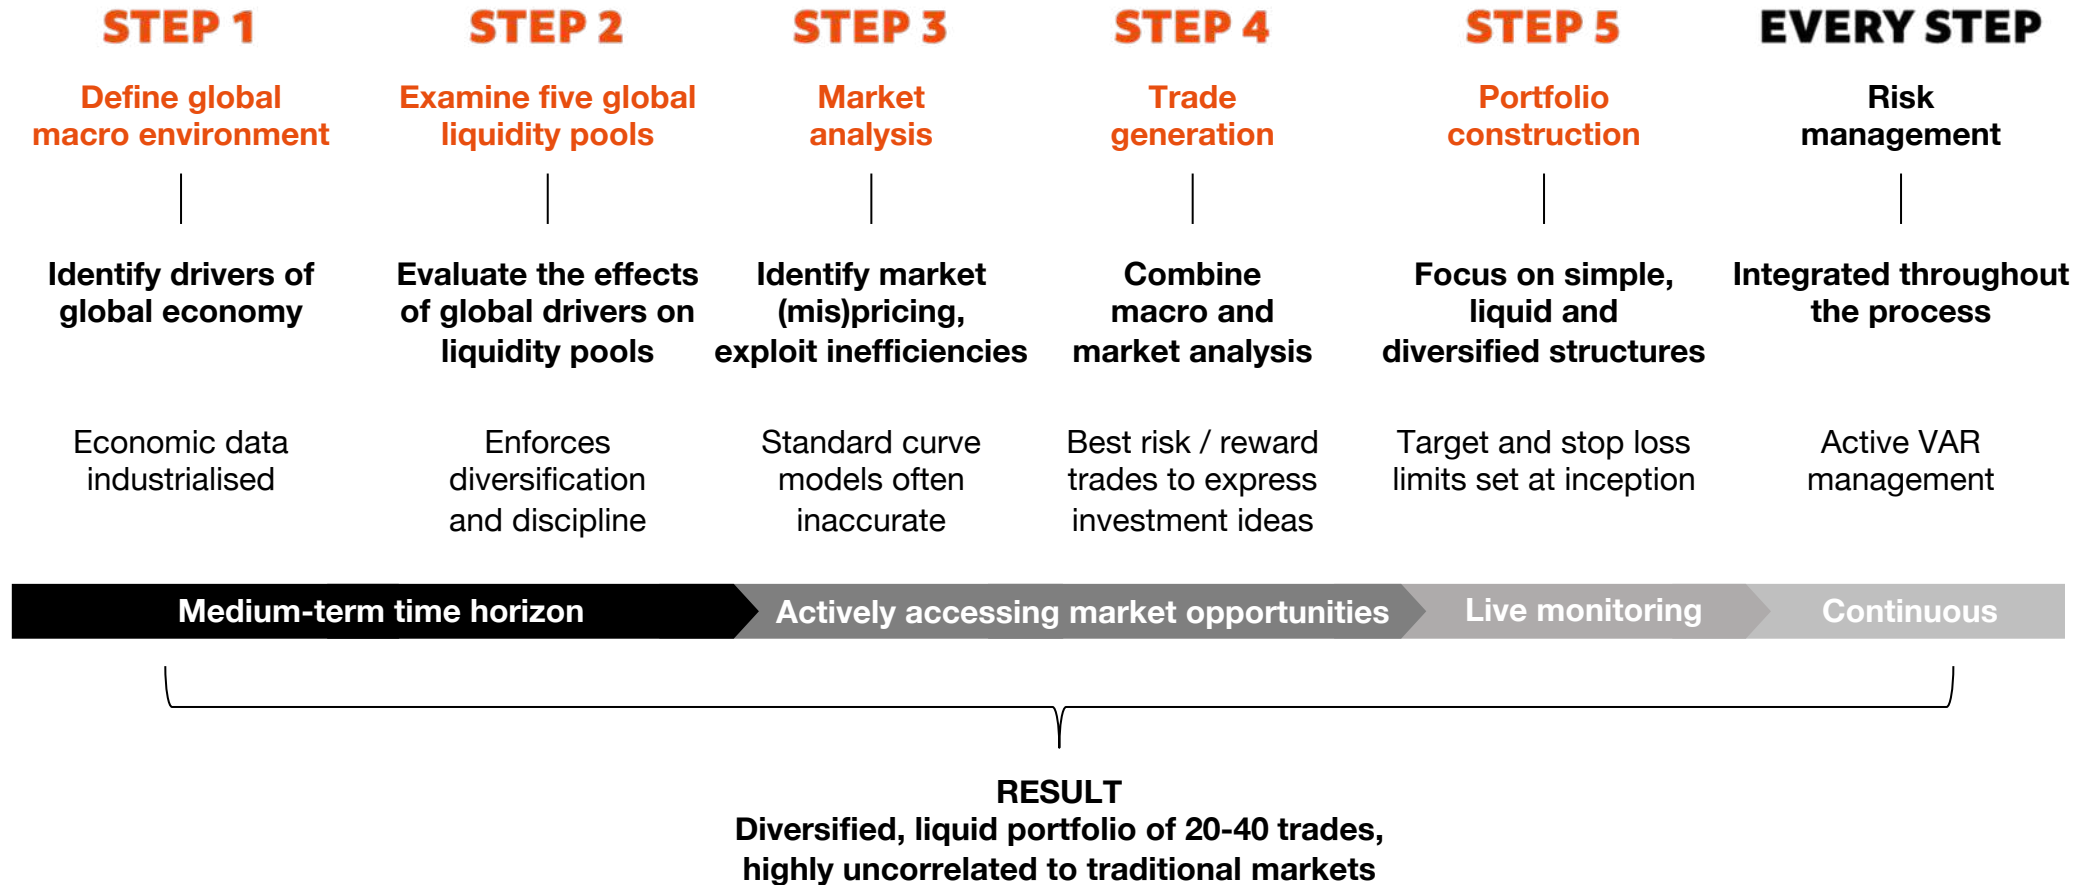 STEP 1
Define global
macro environment
Identify drivers of
global economy
Economic data
industrialised
STEP 2
Examine five global
liquidity pools
Evaluate the effects
of global drivers on
liquidity pools
Enforces
diversification
and discipline
STEP 3
Market
analysis
Identify market
(mis)pricing,
exploit inefficiencies
Standard curve
models often
inaccurate
STEP 4
Trade
generation
Combine
macro and
market analysis
Best risk / reward
trades to express
investment ideas
STEP 5
Portfolio
construction
Focus on simple,
liquid and
diversified structures
Target and stop loss
limits set at inception
EVERY STEP
Risk
management
Integrated throughout
the process
Active VAR
management
Medium-term time horizon
Actively accessing market opportunities
Live monitoring
Continuous
RESULT
Diversified, liquid portfolio of 20-40 trades,
highly uncorrelated to traditional markets